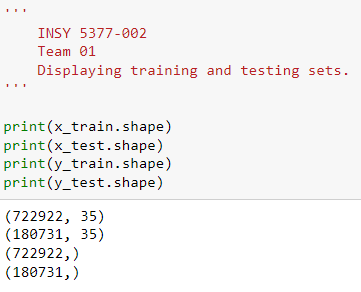 '''
INSY 5377-002
Team 01
Displaying training and testing sets.
'''
print(x_train.shape)
print(x_test.shape)
print(y_train.shape)
print(y_test.shape)
(722922, 35)
(180731, 35)
(722922,)
(180731,)